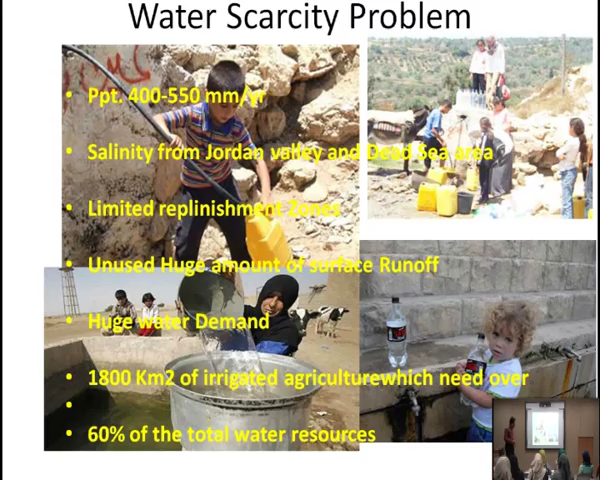 Water Scarcity Problem
• Ppt. 400-550 mm/yr
• Salinity from Jordan valley and Dead Sea area
• Limited replinishment Zones
• Unused Huge amount of surface Runoff
• Huge water Demand
• 1800 Km2 of irrigated agriculturewhich need over
•
• 60% of the total water resources